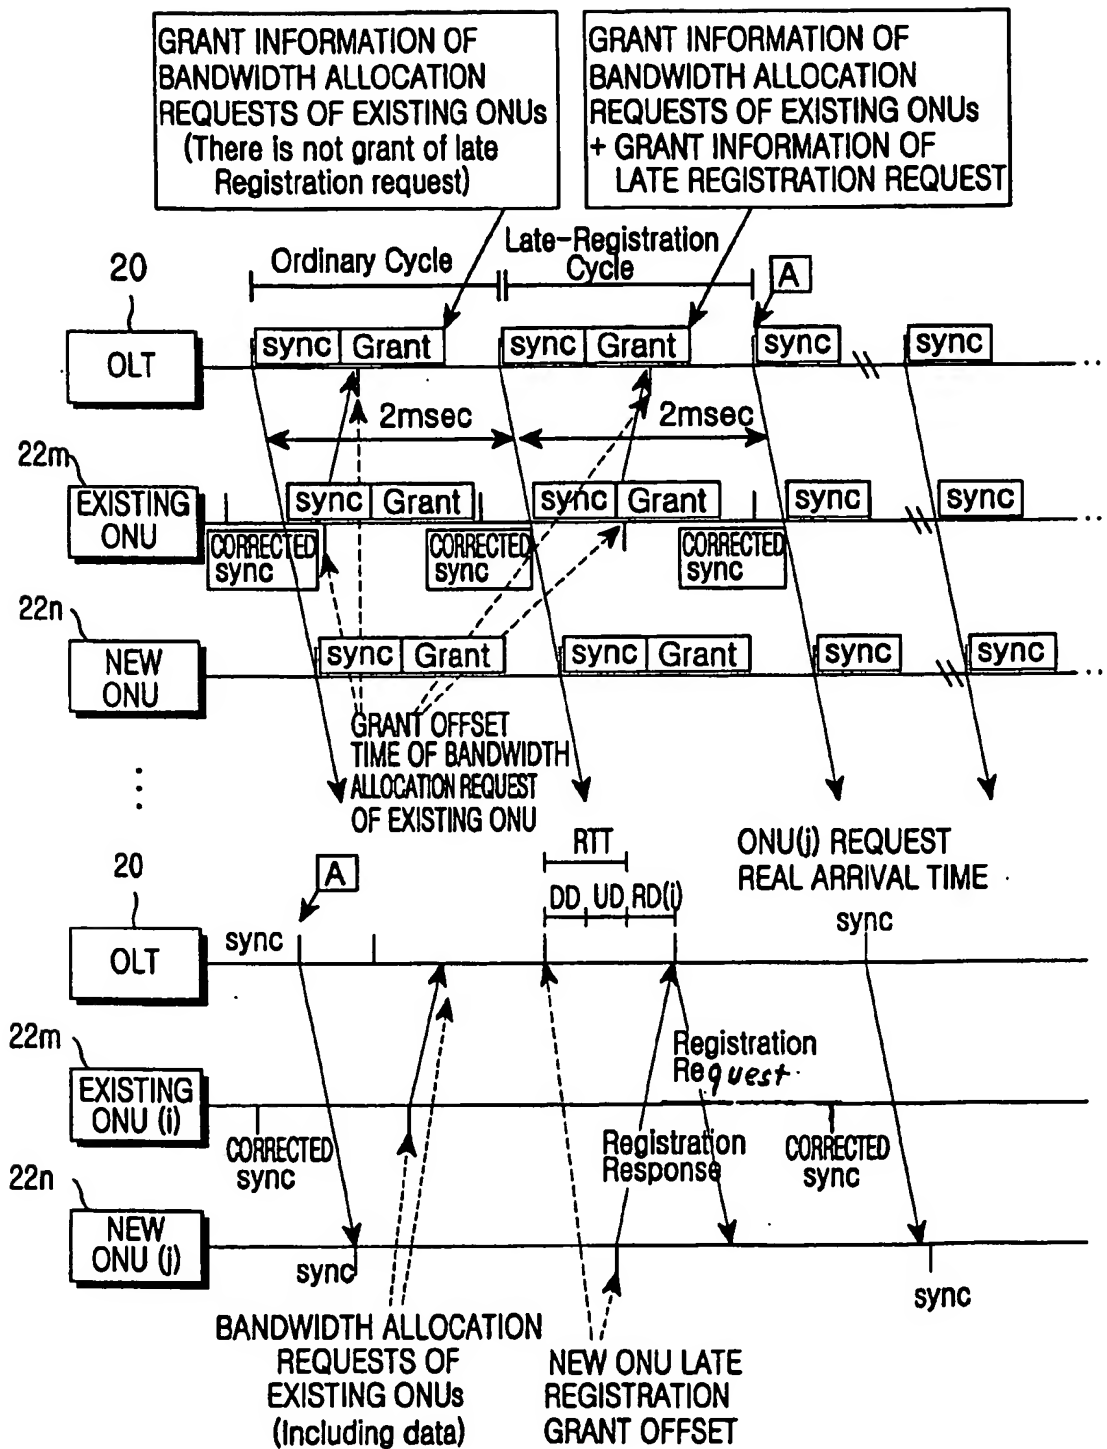 GRANT INFORMATION OF
BANDWIDTH ALLOCATION
REQUESTS OF EXISTING ONUs
(There is not grant of late
Registration request)
GRANT INFORMATION OF
BANDWIDTH ALLOCATION
REQUESTS OF EXISTING ONUs
+ GRANT INFORMATION OF
LATE REGISTRATION REQUEST
Ordinary Cycle
Late-Registration
Cycle
A
20
OLT
sync Grant
sync Grant
sync
sync
2msec
2msec
22m
EXISTING
ONU
sync Grant
sync Grant
sync
sync
CORRECTED
sync
CORRECTED
sync
CORRECTED
sync
22n
NEW
ONU
sync Grant
sync Grant
sync
sync
GRANT OFFSET
TIME OF BANDWIDTH
ALLOCATION REQUEST
OF EXISTING ONU
RTT
DD UD RD(i)
ONU(j) REQUEST
REAL ARRIVAL TIME
20
A
OLT
sync
sync
22m
EXISTING
ONU (i)
Registration
Request
CORRECTED
sync
Registration
Response
CORRECTED
sync
22n
NEW
ONU (j)
sync
sync
BANDWIDTH ALLOCATION
REQUESTS OF
EXISTING ONUs
(Including data)
NEW ONU LATE
REGISTRATION
GRANT OFFSET